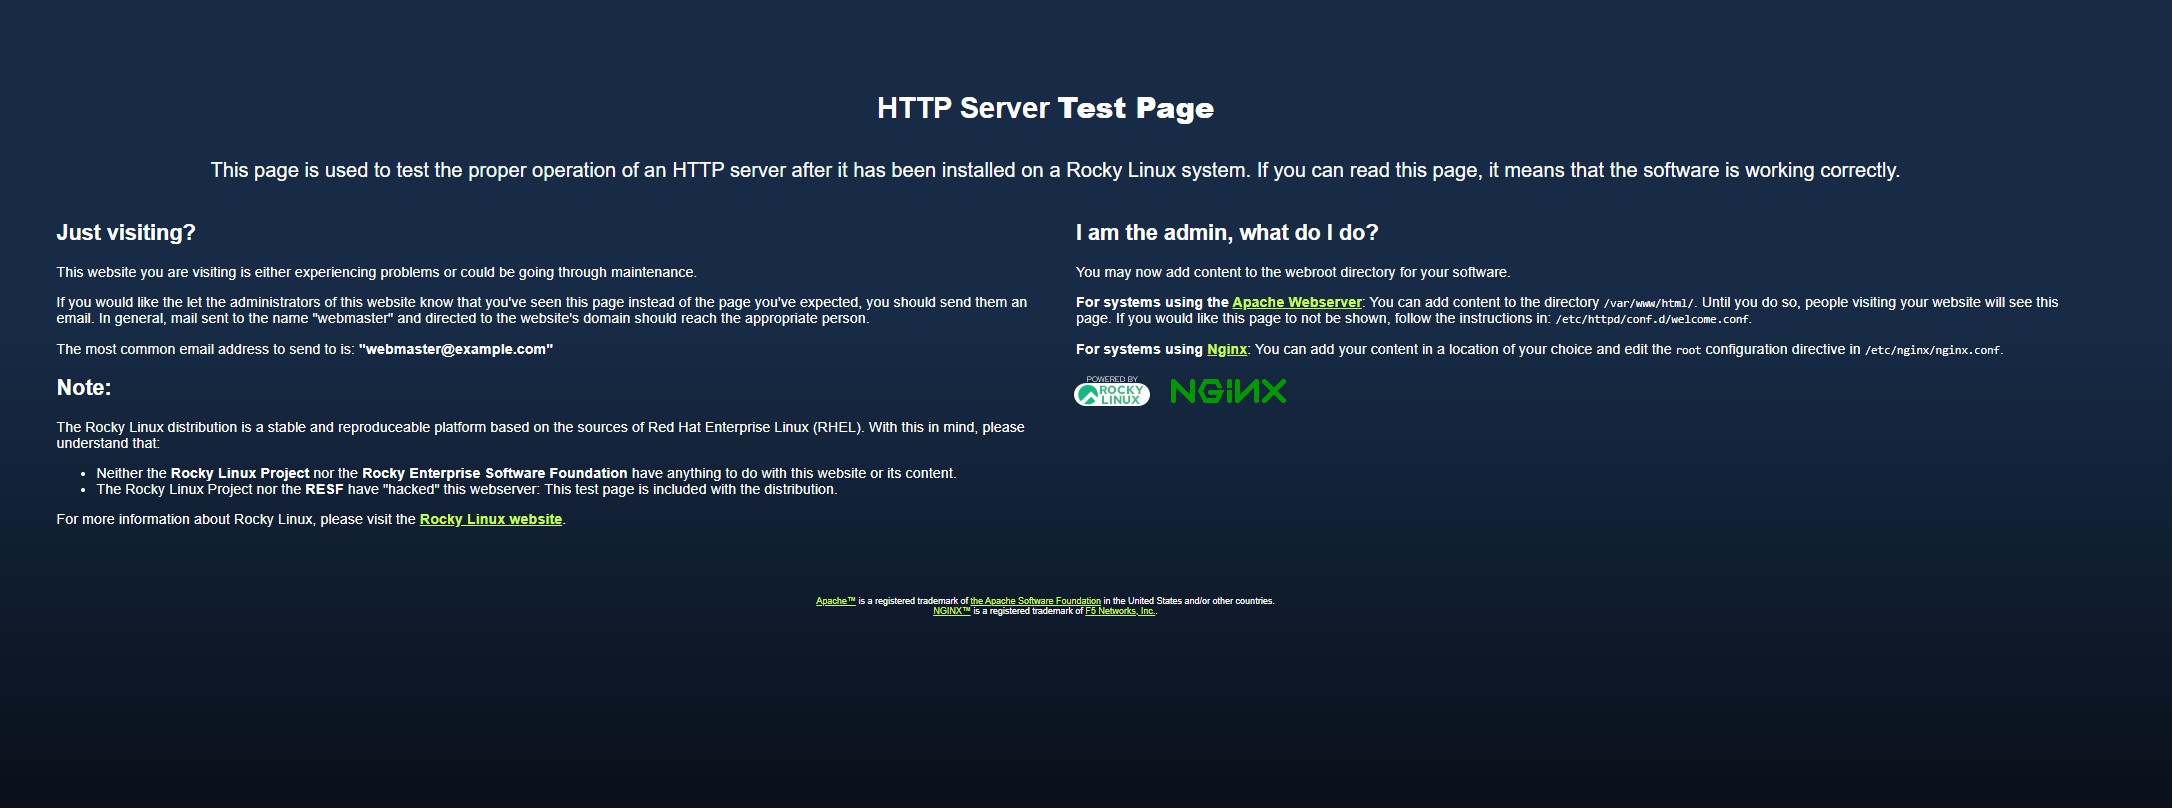 HTTP Server Test Page
This page is used to test the proper operation of an HTTP server after it has been installed on a Rocky Linux system. If you can read this page, it means that the software is working correctly.
Just visiting?
This website you are visiting is either experiencing problems or could be going through maintenance.
If you would like the let the administrators of this website know that you've seen this page instead of the page you've expected, you should send them an
email. In general, mail sent to the name "webmaster" and directed to the website's domain should reach the appropriate person.
The most common email address to send to is: "webmaster@example.com"
Note:
The Rocky Linux distribution is a stable and reproduceable platform based on the sources of Red Hat Enterprise Linux (RHEL). With this in mind, please
understand that:
• Neither the Rocky Linux Project nor the Rocky Enterprise Software Foundation have anything to do with this website or its content.
• The Rocky Linux Project nor the RESF have "hacked" this webserver: This test page is included with the distribution.
For more information about Rocky Linux, please visit the Rocky Linux website.
I am the admin, what do I do?
You may now add content to the webroot directory for your software.
For systems using the Apache Webserver: You can add content to the directory /var/www/html/. Until you do so, people visiting your website will see this
page. If you would like this page to not be shown, follow the instructions in: /etc/httpd/conf.d/welcome.conf.
For systems using Nginx: You can add your content in a location of your choice and edit the root configuration directive in /etc/nginx/nginx.conf.
POWERED BY
ROCKY
LINUX
NGINX
Apache™ is a registered trademark of the Apache Software Foundation in the United States and/or other countries.
NGINX™ is a registered trademark of F5 Networks, Inc..